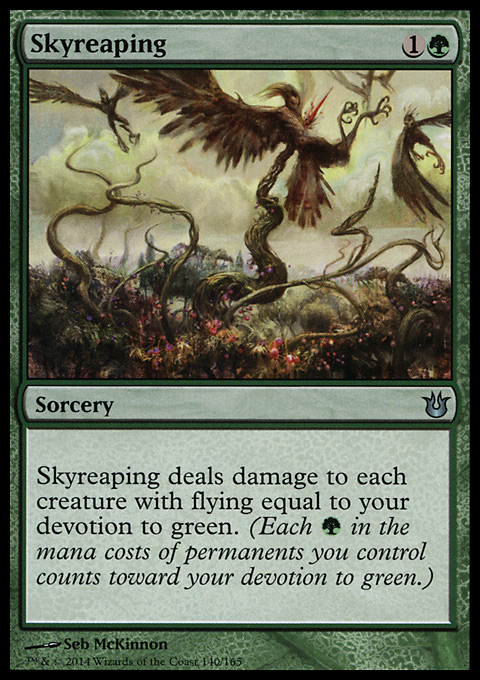 Skyreaping 1
Sorcery
Skyreaping deals damage to each
creature with flying equal to your
devotion to green. (Each in the
mana costs of permanents you control
counts toward your devotion to green.)
Seb McKinnon
™ & © 2014 Wizards of the Coast 140/165